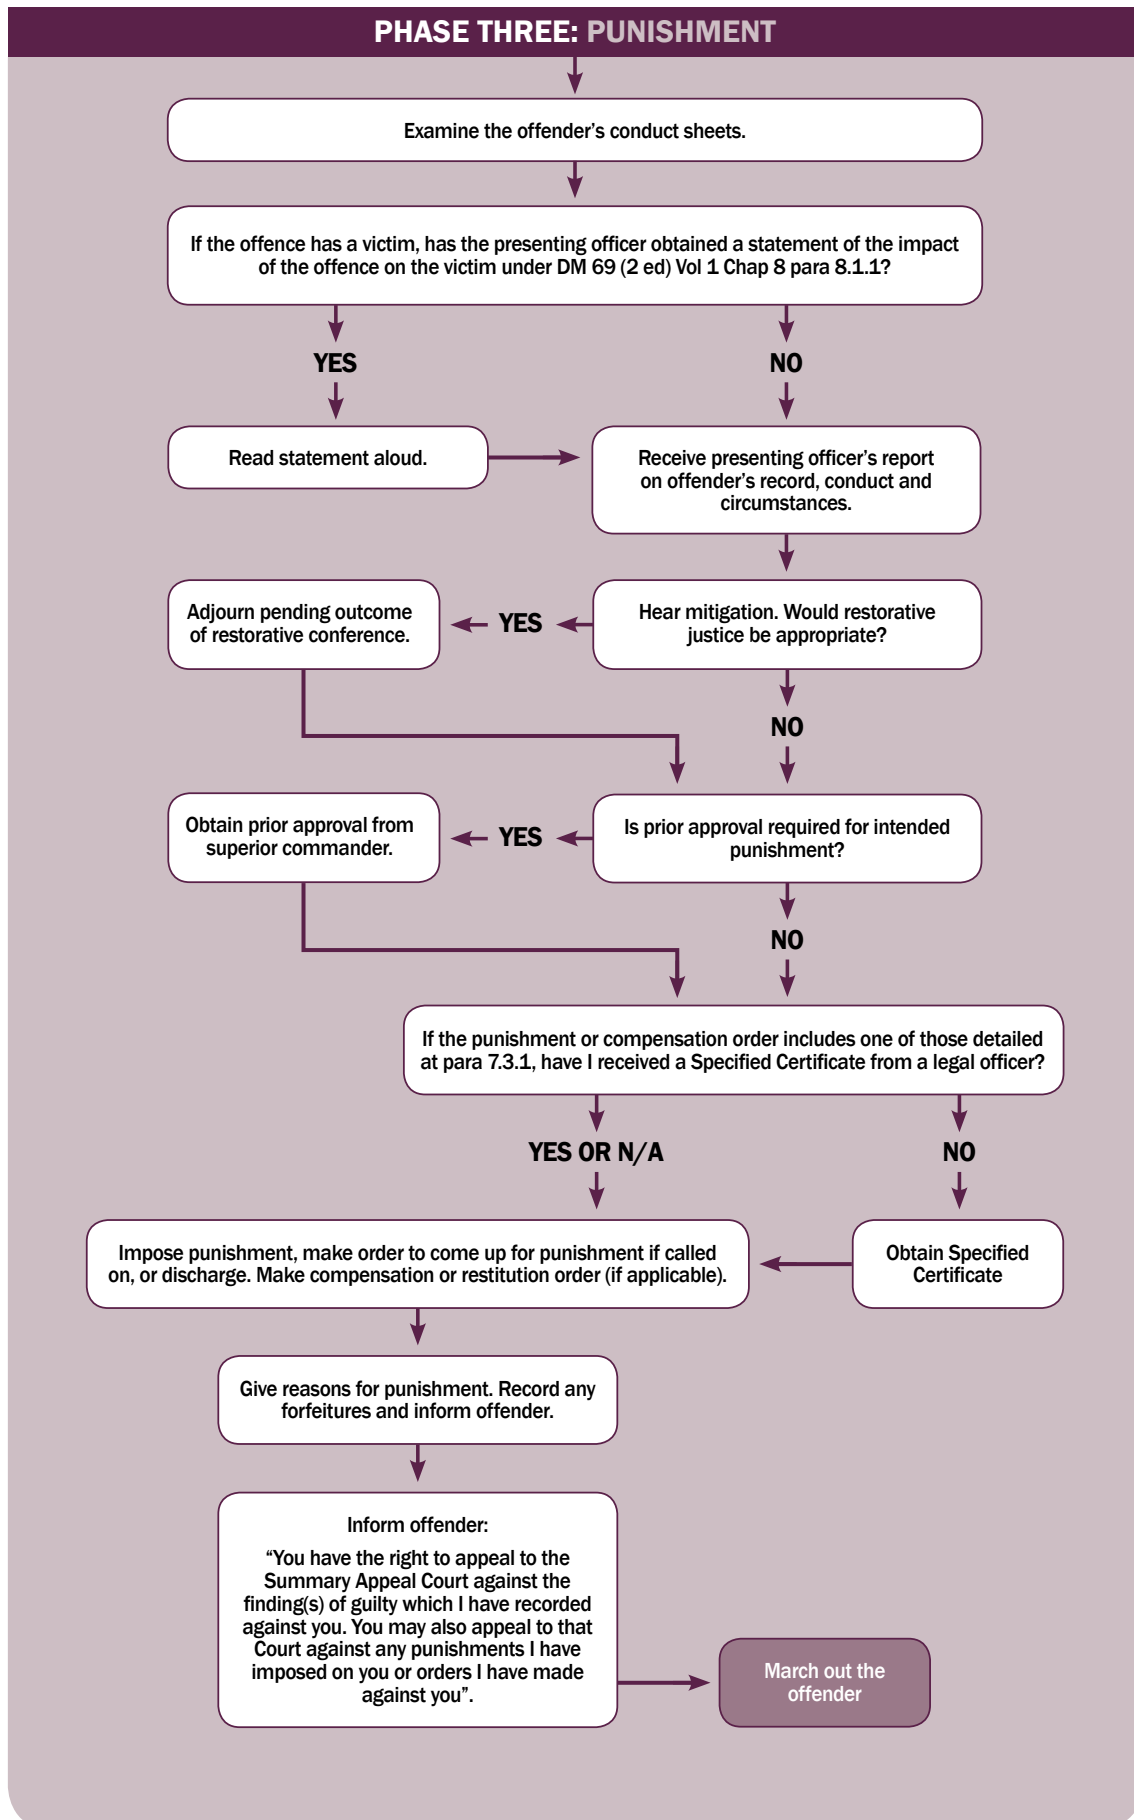 PHASE THREE: PUNISHMENT
Examine the offender’s conduct sheets.
If the offence has a victim, has the presenting officer obtained a statement of the impact
of the offence on the victim under DM 69 (2 ed) Vol 1 Chap 8 para 8.1.1?
YES
NO
Read statement aloud.
Receive presenting officer’s report
on offender’s record, conduct and
circumstances.
Adjourn pending outcome
of restorative conference.
YES
Hear mitigation. Would restorative
justice be appropriate?
NO
Obtain prior approval from
superior commander.
YES
Is prior approval required for intended
punishment?
NO
If the punishment or compensation order includes one of those detailed
at para 7.3.1, have I received a Specified Certificate from a legal officer?
YES OR N/A
NO
Impose punishment, make order to come up for punishment if called
on, or discharge. Make compensation or restitution order (if applicable).
Obtain Specified
Certificate
Give reasons for punishment. Record any
forfeitures and inform offender.
Inform offender:
“You have the right to appeal to the
Summary Appeal Court against the
finding(s) of guilty which I have recorded
against you. You may also appeal to that
Court against any punishments I have
imposed on you or orders I have made
against you”.
March out the
offender